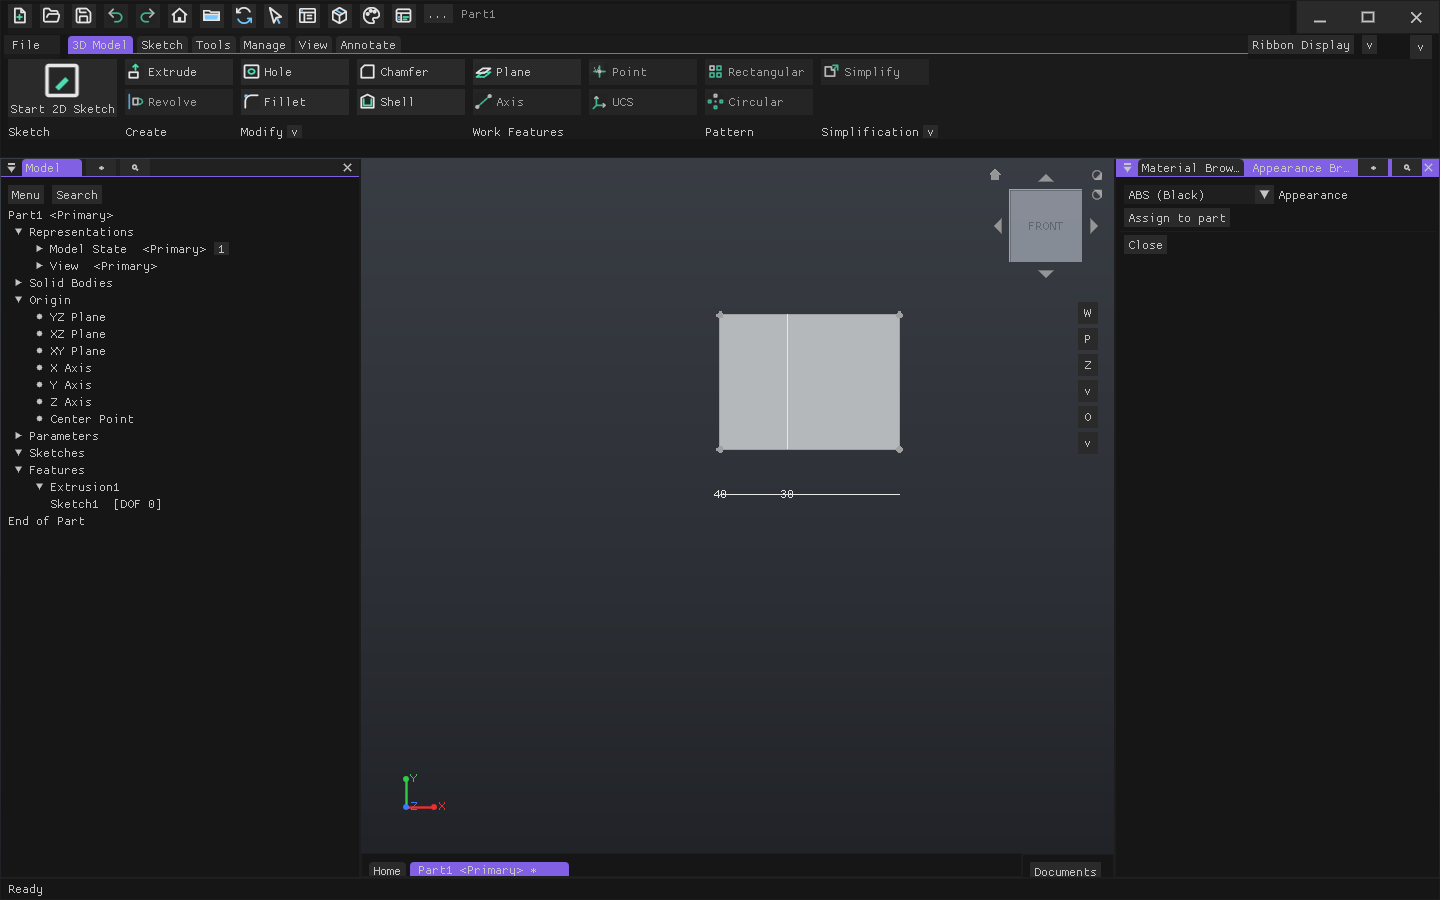 ... Part1
File 3D Model Sketch Tools Manage View Annotate Ribbon Display v v
Start 2D Sketch
Extrude
Revolve
Hole
Fillet
Chamfer
Shell
Plane
Axis
Point
UCS
Rectangular
Circular
Simplify
Sketch Create Modify v Work Features Pattern Simplification v
Model
Menu Search
Part1 <Primary>
Representations
Model State <Primary> 1
View <Primary>
Solid Bodies
Origin
YZ Plane
XZ Plane
XY Plane
X Axis
Y Axis
Z Axis
Center Point
Parameters
Sketches
Features
Extrusion1
Sketch1 [DOF 0]
End of Part
FRONT
W
P
Z
v
O
v
40 30
Y
Z X
Material Brow… Appearance Br…
ABS (Black) Appearance
Assign to part
Close
Home Part1 <Primary> * Documents
Ready